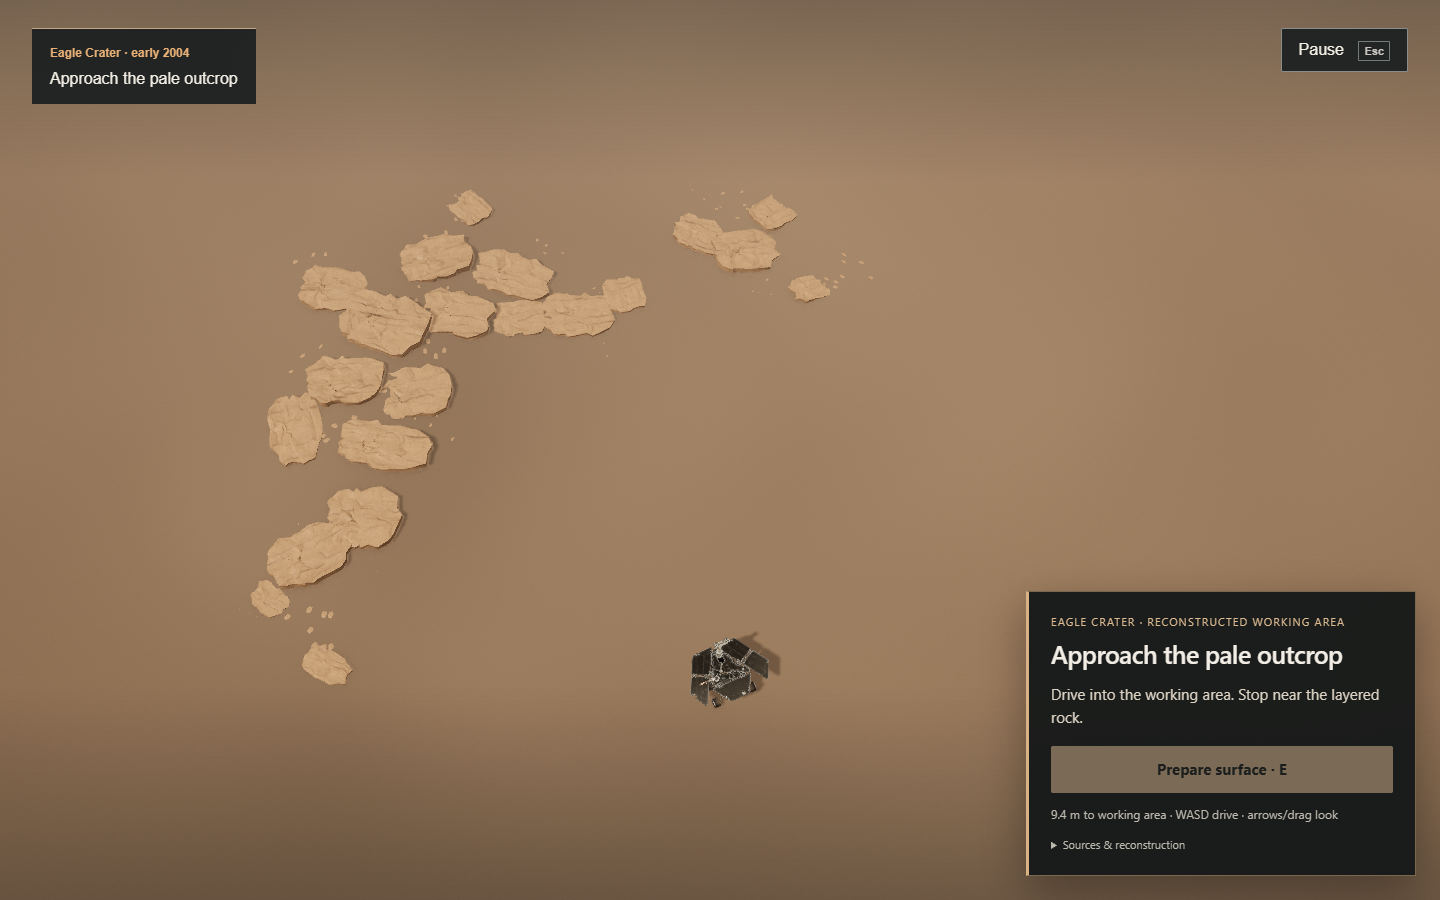 Eagle Crater · early 2004
Approach the pale outcrop
Pause Esc
EAGLE CRATER · RECONSTRUCTED WORKING AREA
Approach the pale outcrop
Drive into the working area. Stop near the layered
rock.
Prepare surface · E
9.4 m to working area · WASD drive · arrows/drag look
Sources & reconstruction